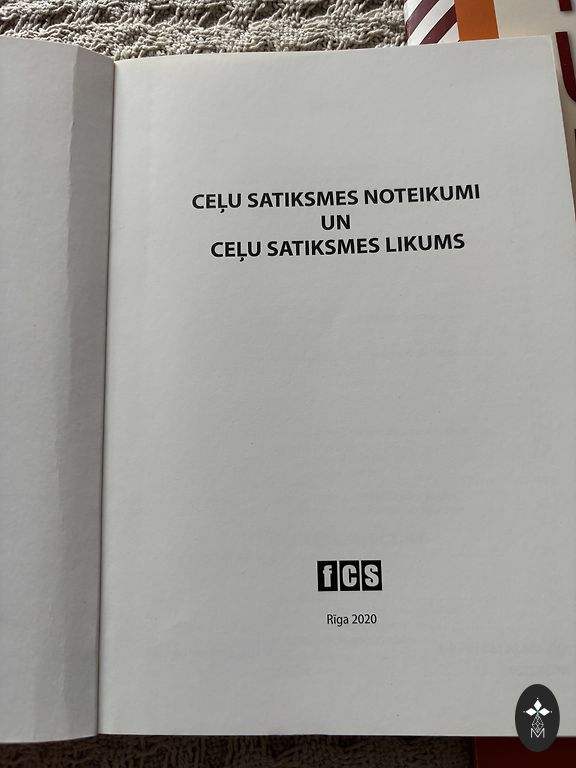 CEĻU SATIKSMES NOTEIKUMI
UN
CEĻU SATIKSMES LIKUMS
fCS
Rīga 2020